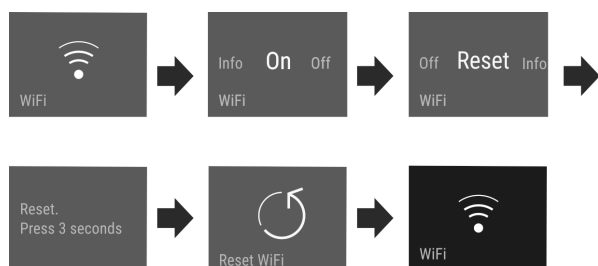 WiFi
Info On Off
WiFi
Off Reset Info
WiFi
Reset.
Press 3 seconds
Reset WiFi
WiFi